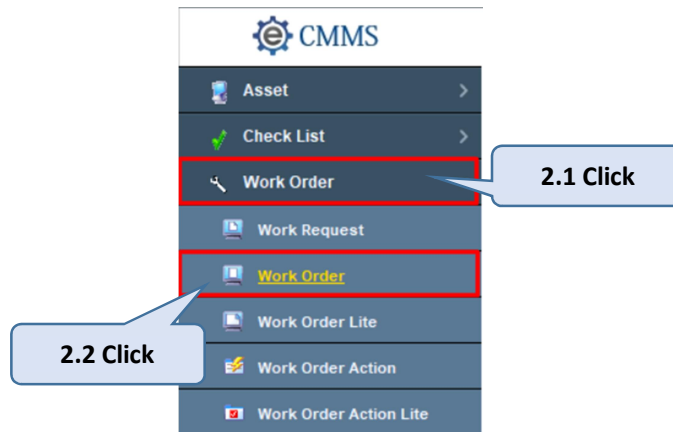 CMMS
Asset
Check List
Work Order
2.1 Click
Work Request
Work Order
Work Order Lite
2.2 Click
Work Order Action
Work Order Action Lite